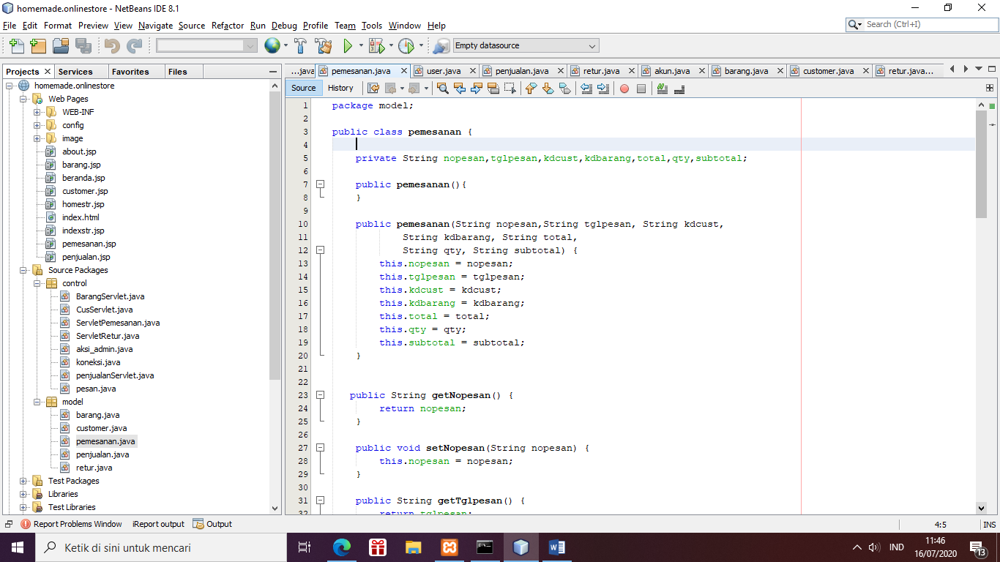 homemade.onlinestore - NetBeans IDE 8.1
File Edit Format Preview View Navigate Source Refactor Run Debug Profile Team Tools Window Help
Search (Ctrl+I)
Empty datasource
Projects Services Favorites Files
homemade.onlinestore
Web Pages
WEB-INF
config
image
about.jsp
barang.jsp
beranda.jsp
customer.jsp
homestr.jsp
index.html
indexstr.jsp
pemesanan.jsp
penjualan.jsp
Source Packages
control
BarangServlet.java
CusServlet.java
ServletPemesanan.java
ServletRetur.java
aksi_admin.java
koneksi.java
penjualanServlet.java
pesan.java
model
barang.java
customer.java
pemesanan.java
penjualan.java
retur.java
Test Packages
Libraries
Test Libraries
...java pemesanan.java user.java penjualan.java retur.java akun.java barang.java customer.java retur.java...
Source History
1 package model;
2
3 public class pemesanan {
4
5 private String nopesan,tglpesan,kdcust,kdbarang,total,qty,subtotal;
6
7 public pemesanan(){
8 }
9
10 public pemesanan(String nopesan,String tglpesan, String kdcust,
11 String kdbarang, String total,
12 String qty, String subtotal) {
13 this.nopesan = nopesan;
14 this.tglpesan = tglpesan;
15 this.kdcust = kdcust;
16 this.kdbarang = kdbarang;
17 this.total = total;
18 this.qty = qty;
19 this.subtotal = subtotal;
20 }
21
22
23 public String getNopesan() {
24 return nopesan;
25 }
26
27 public void setNopesan(String nopesan) {
28 this.nopesan = nopesan;
29 }
30
31 public String getTglpesan() {
32 return tglpesan;
Report Problems Window iReport output Output
4:5 INS
Ketik di sini untuk mencari
IND
11:46
16/07/2020
13